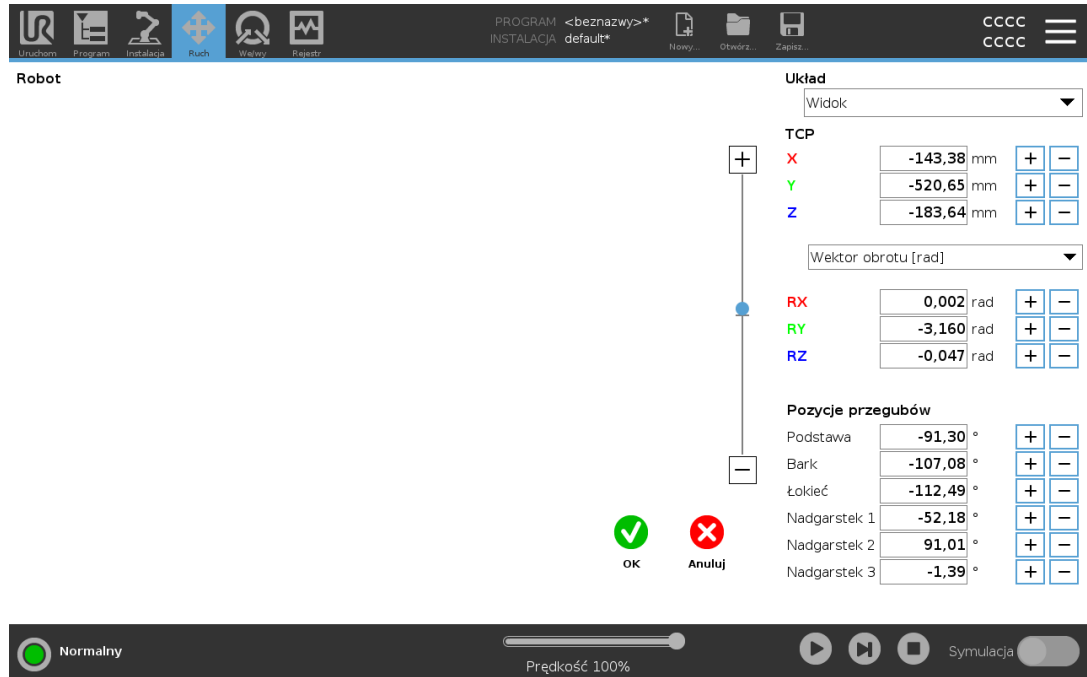 PROGRAM <beznazwy>*
INSTALACJA default*
Uruchom Program Instalacja Ruch We/wy Rejestr Nowy... Otwórz... Zapisz...
CCCC
CCCC
Robot
Układ
Widok
TCP
X -143,38 mm + −
Y -520,65 mm + −
Z -183,64 mm + −
Wektor obrotu [rad]
RX 0,002 rad + −
RY -3,160 rad + −
RZ -0,047 rad + −
Pozycje przegubów
Podstawa -91,30 ° + −
Bark -107,08 ° + −
Łokieć -112,49 ° + −
Nadgarstek 1 -52,18 ° + −
Nadgarstek 2 91,01 ° + −
Nadgarstek 3 -1,39 ° + −
OK Anuluj
Normalny
Prędkość 100%
Symulacja